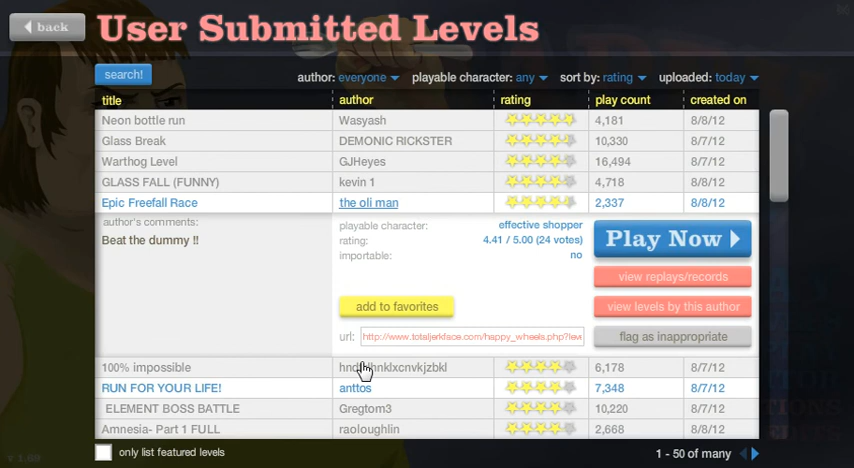 back
User Submitted Levels
search!
author: everyone playable character: any sort by: rating uploaded: today
title author rating play count created on
Neon bottle run Wasyash 4,181 8/8/12
Glass Break DEMONIC RICKSTER 10,330 8/7/12
Warthog Level GJHeyes 16,494 8/7/12
GLASS FALL (FUNNY) kevin 1 4,718 8/8/12
Epic Freefall Race the oli man 2,337 8/8/12
author's comments:
Beat the dummy !!
playable character: effective shopper
rating: 4.41 / 5.00 (24 votes)
importable: no
add to favorites
url: http://www.totaljerkface.com/happy_wheels.php?lev
Play Now
view replays/records
view levels by this author
flag as inappropriate
100% impossible 6,178 8/7/12
RUN FOR YOUR LIFE! anttos 7,348 8/7/12
ELEMENT BOSS BATTLE Gregtom3 10,220 8/7/12
Amnesia- Part 1 FULL raoloughlin 2,668 8/8/12
only list featured levels
1 - 50 of many